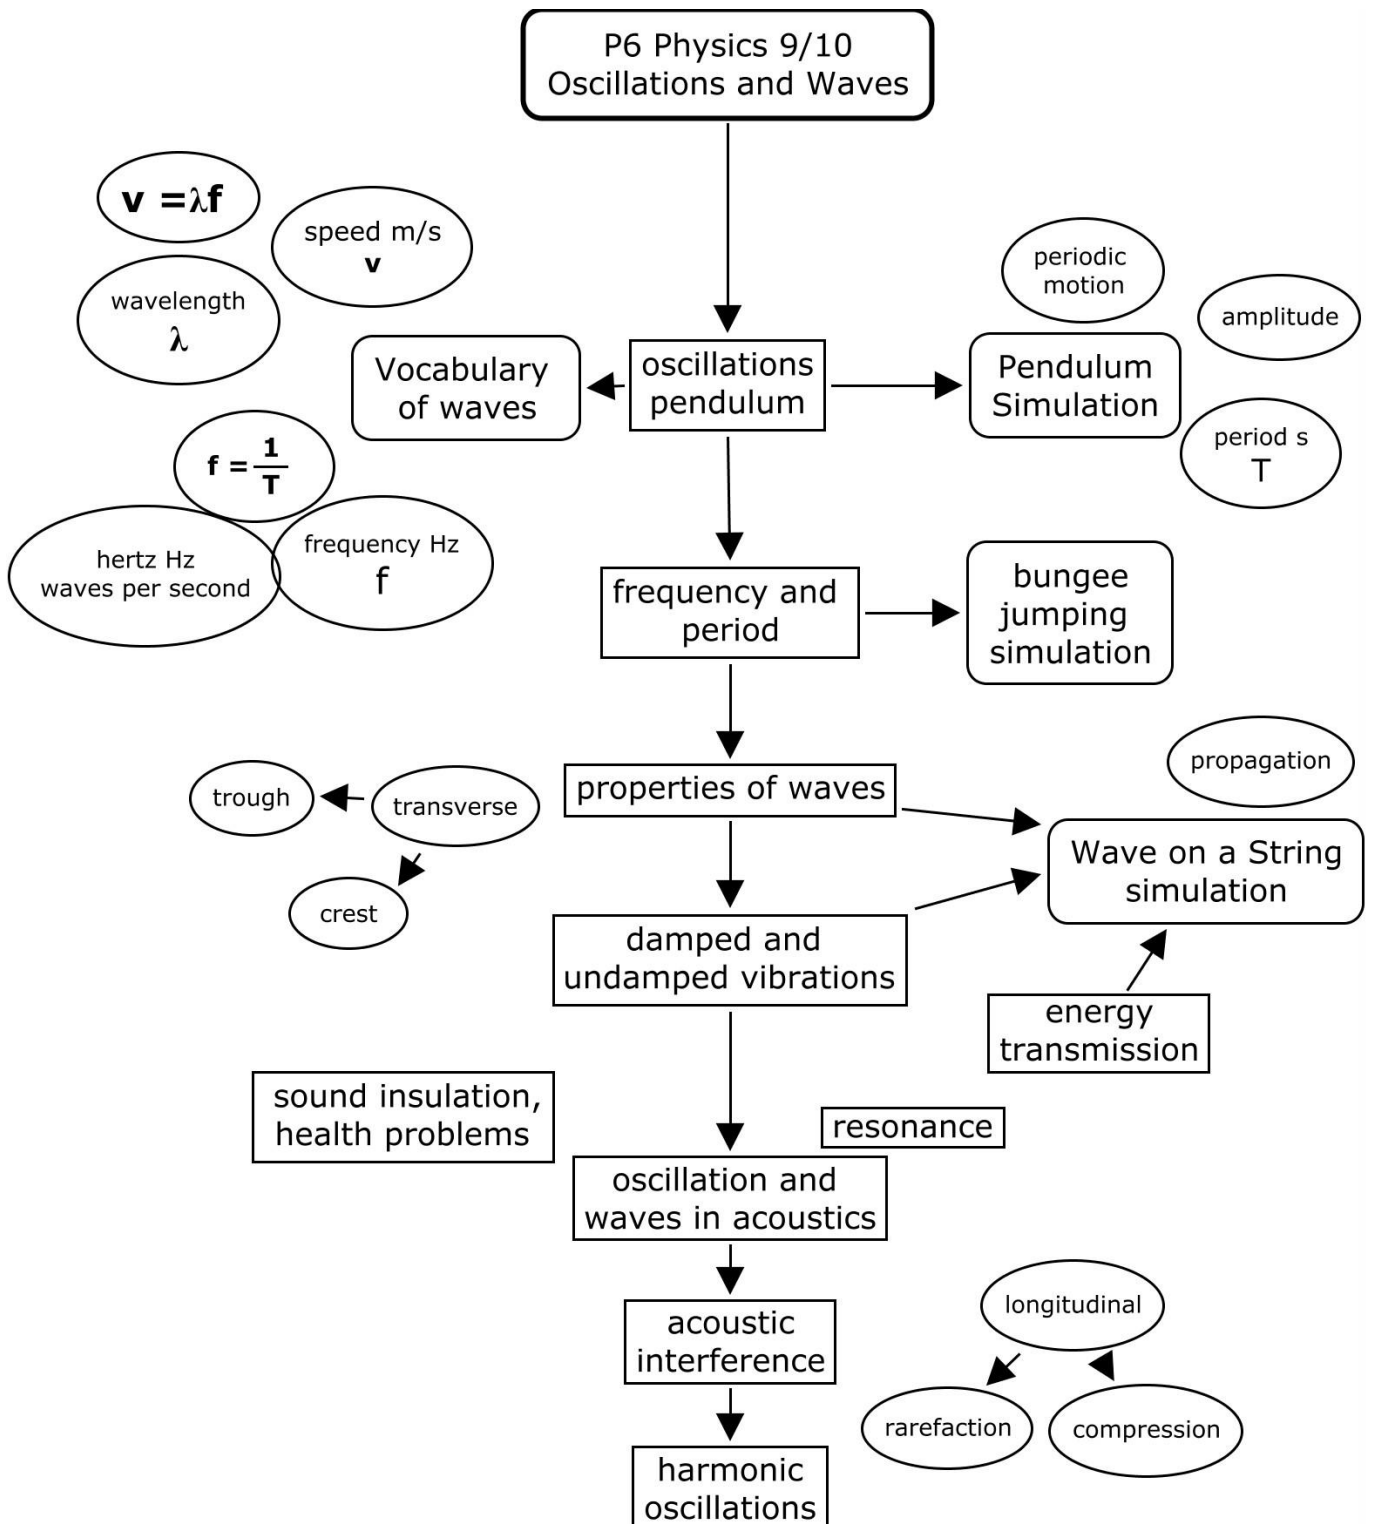 P6 Physics 9/10
Oscillations and Waves
v =λf
speed m/s
v
wavelength
λ
periodic
motion
amplitude
Vocabulary
of waves
oscillations
pendulum
Pendulum
Simulation
period s
T
f = 1/T
hertz Hz
waves per second
frequency Hz
f
frequency and
period
bungee
jumping
simulation
propagation
properties of waves
trough
transverse
crest
Wave on a String
simulation
damped and
undamped vibrations
energy
transmission
sound insulation,
health problems
resonance
oscillation and
waves in acoustics
acoustic
interference
longitudinal
rarefaction
compression
harmonic
oscillations